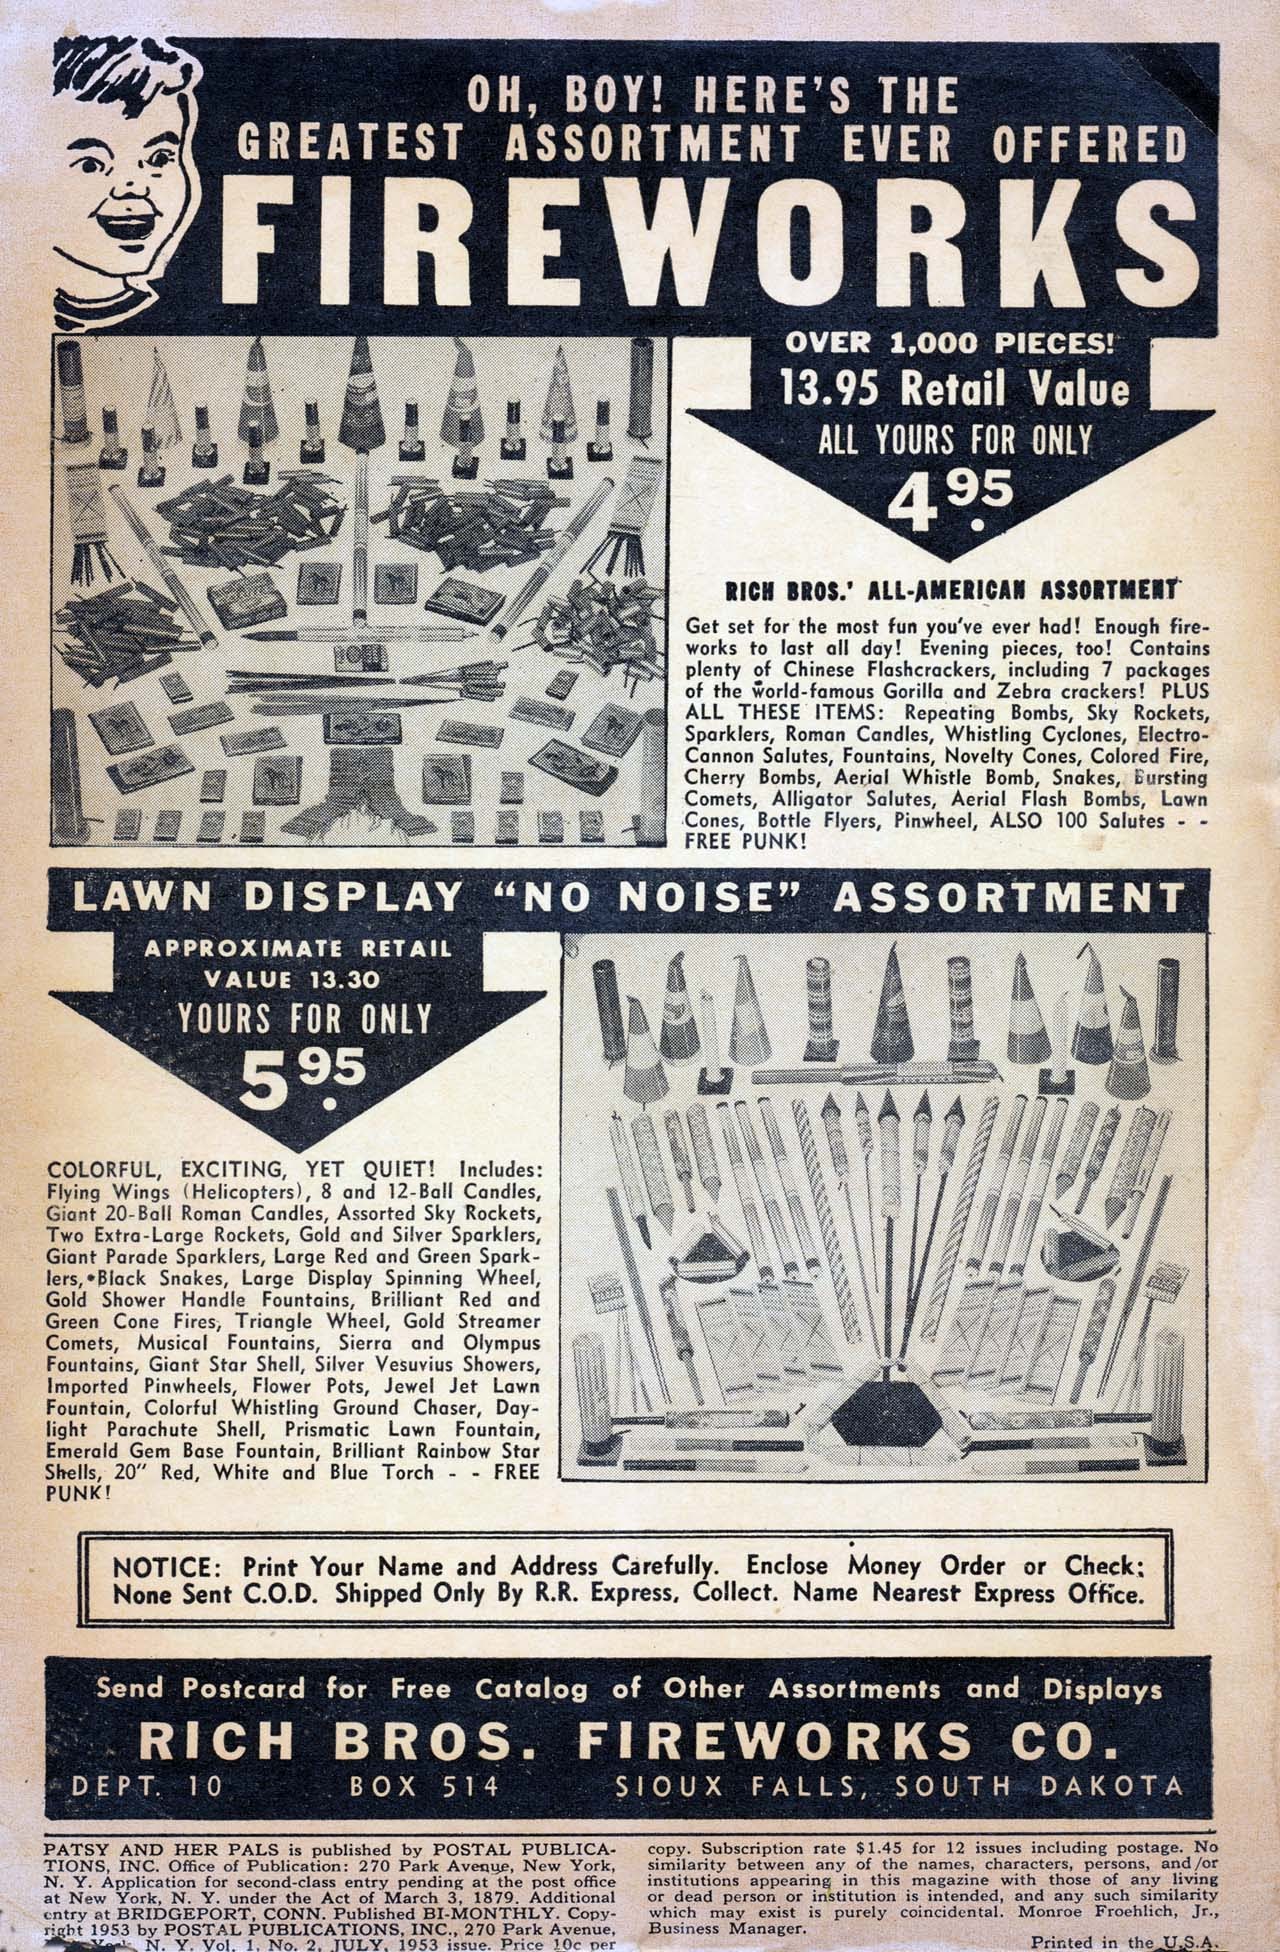 OH, BOY! HERE'S THE
GREATEST ASSORTMENT EVER OFFERED
FIREWORKS
OVER 1,000 PIECES!
13.95 Retail Value
ALL YOURS FOR ONLY
4.95
RICH BROS.' ALL-AMERICAN ASSORTMENT
Get set for the most fun you've ever had! Enough fire-
works to last all day! Evening pieces, too! Contains
plenty of Chinese Flashcrackers, including 7 packages
of the world-famous Gorilla and Zebra crackers! PLUS
ALL THESE ITEMS: Repeating Bombs, Sky Rockets,
Sparklers, Roman Candles, Whistling Cyclones, Electro-
Cannon Salutes, Fountains, Novelty Cones, Colored Fire,
Cherry Bombs, Aerial Whistle Bomb, Snakes, Bursting
Comets, Alligator Salutes, Aerial Flash Bombs, Lawn
Cones, Bottle Flyers, Pinwheel, ALSO 100 Salutes - -
FREE PUNK!
LAWN DISPLAY "NO NOISE" ASSORTMENT
APPROXIMATE RETAIL
VALUE 13.30
YOURS FOR ONLY
5.95
COLORFUL, EXCITING, YET QUIET! Includes:
Flying Wings (Helicopters), 8 and 12-Ball Candles,
Giant 20-Ball Roman Candles, Assorted Sky Rockets,
Two Extra-Large Rockets, Gold and Silver Sparklers,
Giant Parade Sparklers, Large Red and Green Spark-
lers, Black Snakes, Large Display Spinning Wheel,
Gold Shower Handle Fountains, Brilliant Red and
Green Cone Fires, Triangle Wheel, Gold Streamer
Comets, Musical Fountains, Sierra and Olympus
Fountains, Giant Star Shell, Silver Vesuvius Showers,
Imported Pinwheels, Flower Pots, Jewel Jet Lawn
Fountain, Colorful Whistling Ground Chaser, Day-
light Parachute Shell, Prismatic Lawn Fountain,
Emerald Gem Base Fountain, Brilliant Rainbow Star
Shells, 20" Red, White and Blue Torch - - FREE
PUNK!
NOTICE: Print Your Name and Address Carefully. Enclose Money Order or Check;
None Sent C.O.D. Shipped Only By R.R. Express, Collect. Name Nearest Express Office.
Send Postcard for Free Catalog of Other Assortments and Displays
RICH BROS. FIREWORKS CO.
DEPT. 10 BOX 514 SIOUX FALLS, SOUTH DAKOTA
PATSY AND HER PALS is published by POSTAL PUBLICA-
TIONS, INC. Office of Publication: 270 Park Avenue, New York,
N. Y. Application for second-class entry pending at the post office
at New York, N. Y. under the Act of March 3, 1879. Additional
entry at BRIDGEPORT, CONN. Published BI-MONTHLY. Copy-
right 1953 by POSTAL PUBLICATIONS, INC., 270 Park Avenue,
N. Y. Vol. 1, No. 2, JULY, 1953 issue. Price 10c per
copy. Subscription rate $1.45 for 12 issues including postage. No
similarity between any of the names, characters, persons, and/or
institutions appearing in this magazine with those of any living
or dead person or institution is intended, and any such similarity
which may exist is purely coincidental. Monroe Froehlich, Jr.,
Business Manager.
Printed in the U.S.A.